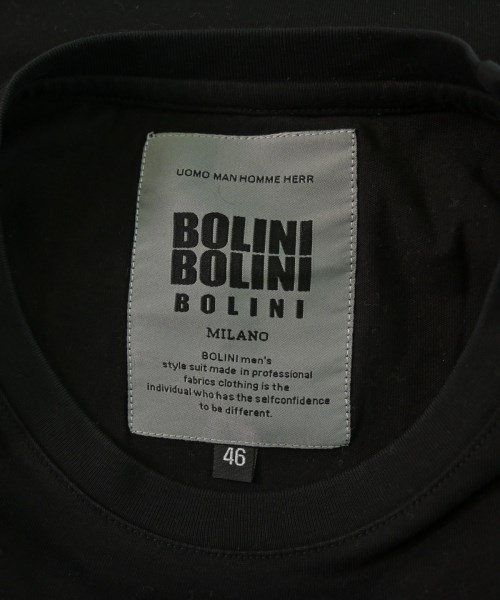 UOMO MAN HOMME HERR
BOLINI
BOLINI
BOLINI
MILANO
BOLINI men's
style suit made in professional
fabrics clothing is the
individual who has the selfconfidence
to be different.
46